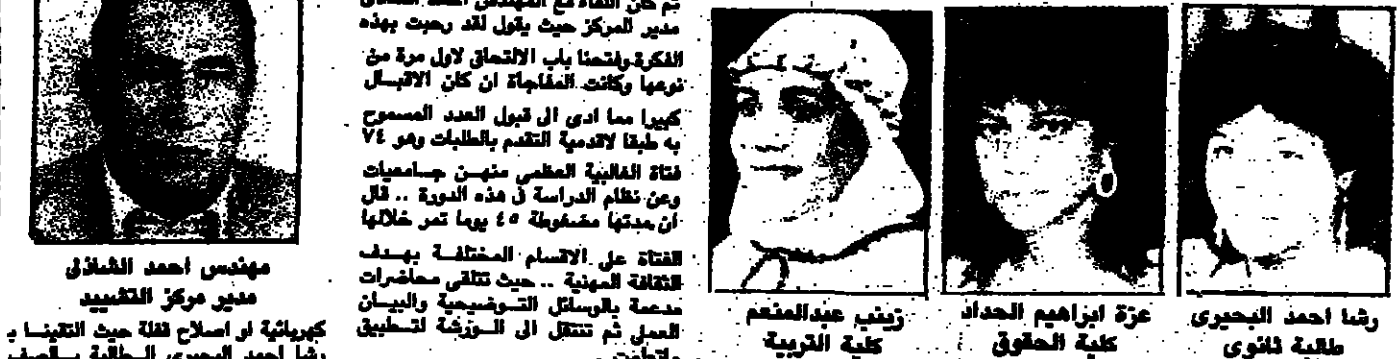 رشا احمد البحيرى
طالبة ثانوى
عزة ابراهيم الحداد
كلية الحقوق
زينب عبدالمنعم
كلية التربية
ثم كان اللقاء مع المهندس احمد
مدير المركز حيث يقول لقد رحبت بهذه
الفكرة وفتحنا باب الالتحاق لاول مرة من
نوعها وكانت المفاجاة ان كان الاقبال
كبيرا مما ادى الى قبول العدد المسموح
به طبقا لاقدمية التقدم بالطلبات وهو ٧٤
فتاة الغالبية العظمى منهن جامعيات
وعن نظام الدراسة فى هذه الدورة .. قال
ان مدتها مضغوطة ٤٥ يوما تمر خلالها
الفتاة على الاقسام المختلفة بهدف
الثقافة المهنية .. حيث تتلقى محاضرات
مدعمة بالوسائل التوضيحية والبيان
العملى ثم تنتقل الى الورشة لتطبيق
مهندس احمد الشاذلى
مدير مركز التشييد
كهربائية او اصلاح قفلة حيث التقينا بـ
رشا احمد البحيرى الطالبة بالصف